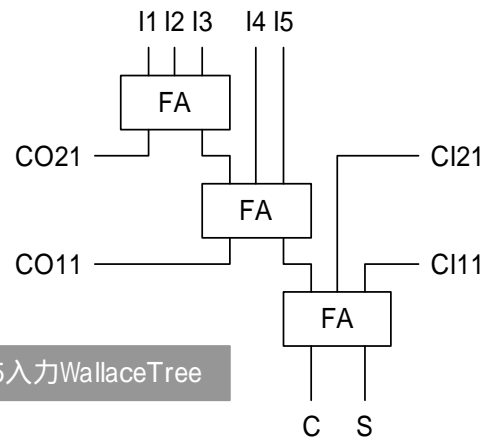 I1 I2 I3 I4 I5
FA
CO21 CI21
FA
CO11 CI11
FA
5入力WallaceTree
C S